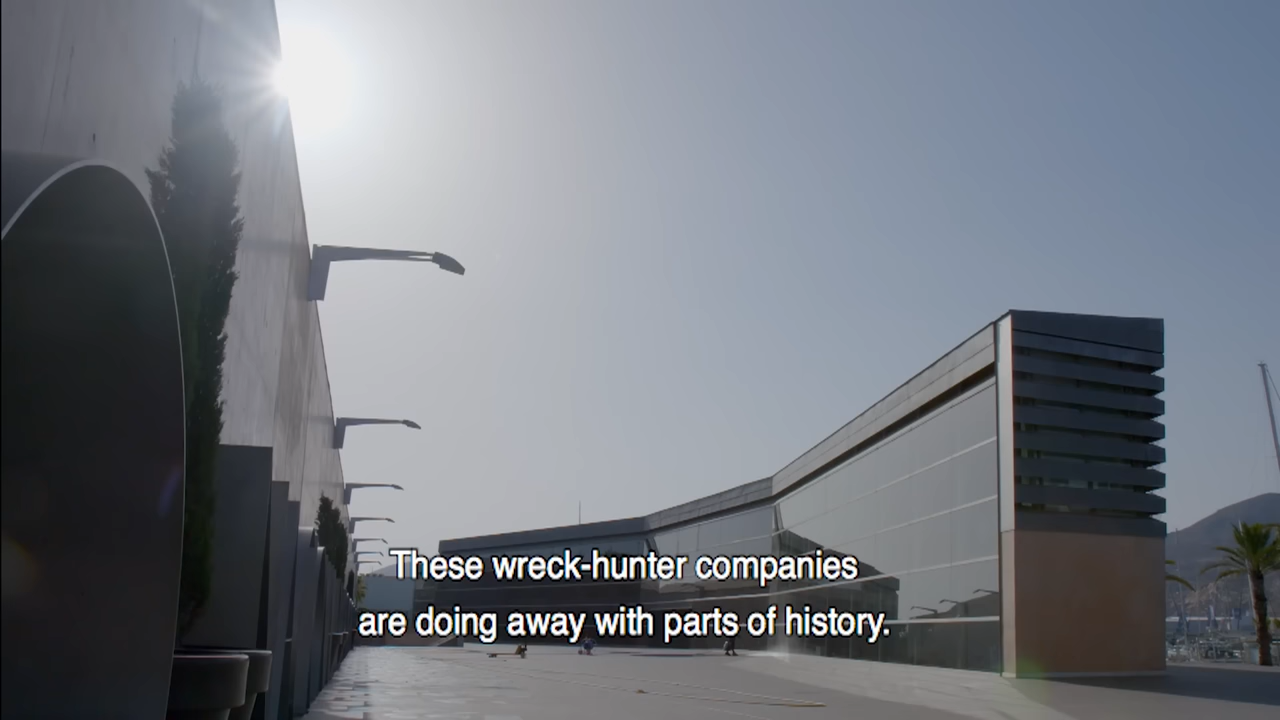 These wreck-hunter companies
are doing away with parts of history.